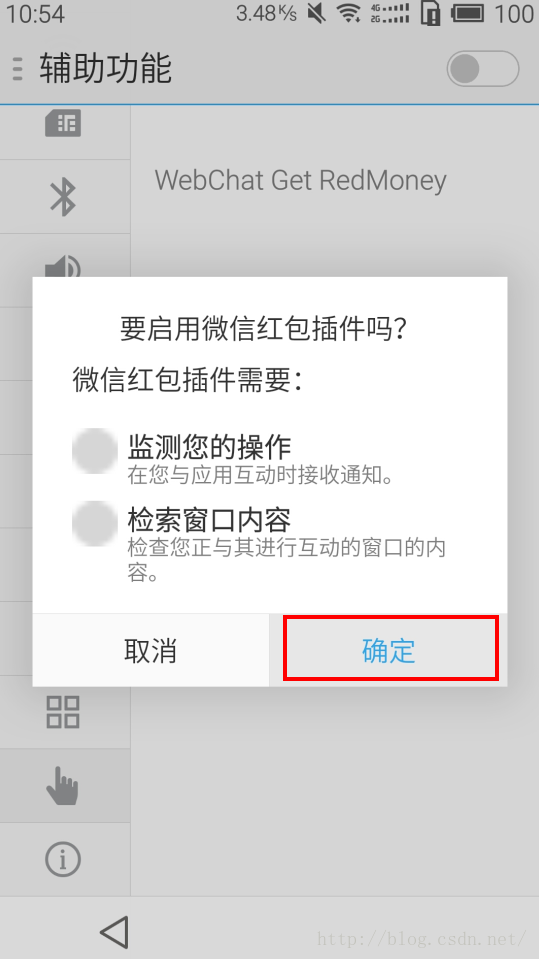 10:54 3.48K/s 4G 2G 100
辅助功能
WebChat Get RedMoney
要启用微信红包插件吗?
微信红包插件需要:
监测您的操作
在您与应用互动时接收通知。
检索窗口内容
检查您正与其进行互动的窗口的内
容。
取消 确定
http://blog.csdn.net/